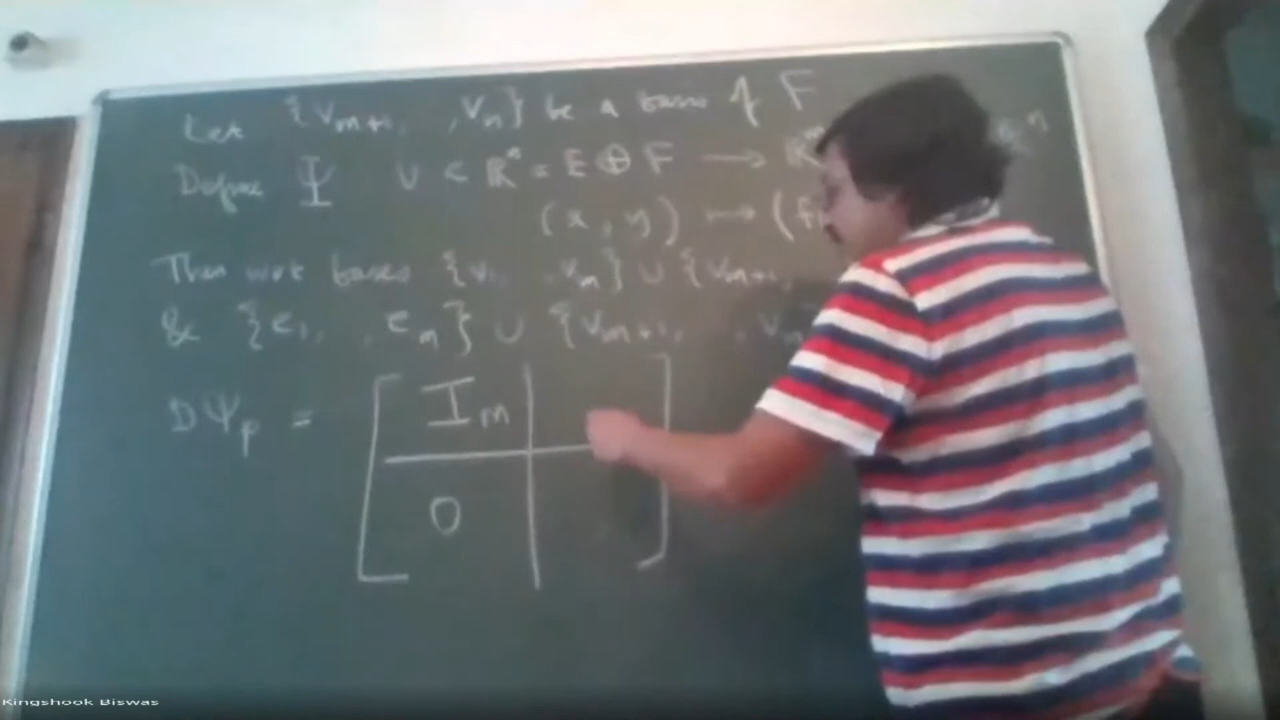 Let {v_{m+1}, , v_n} be a basis of F
Define Ψ U ⊂ ℝ^n = E ⊕ F → ℝ^m
(x, y) ↦ (f
Then wrt bases {v_1, , v_m} ∪ {v_{m+1},
& {e_1, , e_m} ∪ {v_{m+1}, , v_n
DΨ_p = [ I_m |
0 | ]
Kingshook Biswas